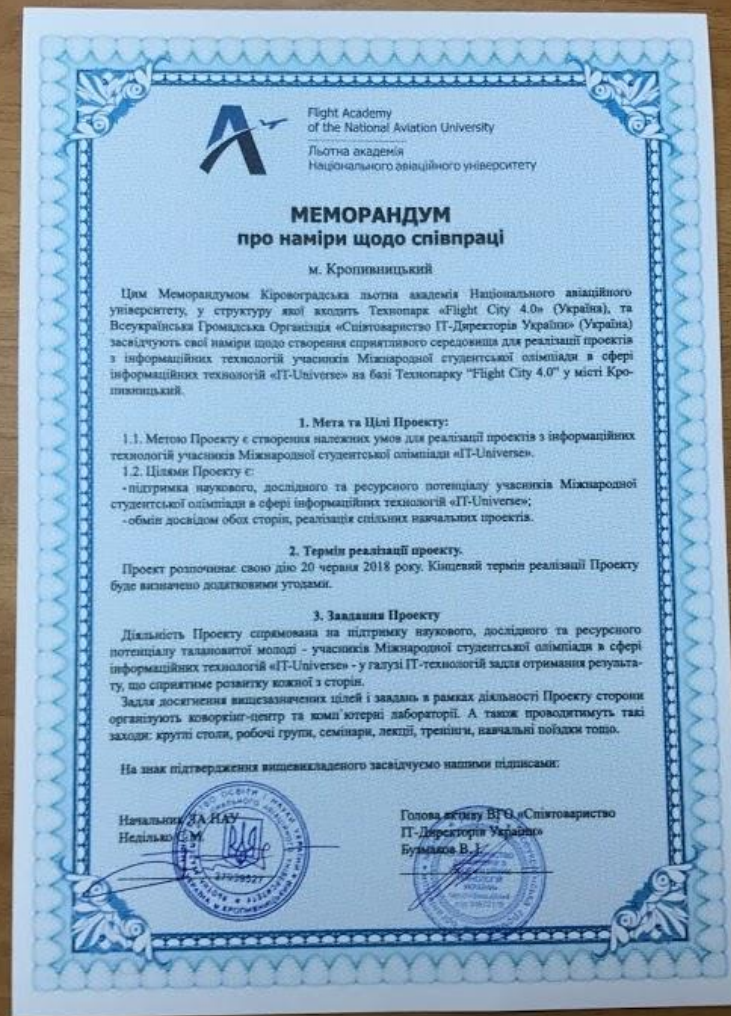 Flight Academy
of the National Aviation University
Льотна академія
Національного авіаційного університету
МЕМОРАНДУМ
про наміри щодо співпраці
м. Кропивницький
Цим Меморандумом Кіровоградська льотна академія Національного авіаційного
університету, у структуру якої входить Технопарк «Flight City 4.0» (Україна), та
Всеукраїнська Громадська Організація «Співтовариство ІТ-Директорів України» (Україна)
засвідчують свої наміри щодо створення сприятливого середовища для реалізації проектів
з інформаційних технологій учасників Міжнародної студентської олімпіади в сфері
інформаційних технологій «IT-Universe» на базі Технопарку “Flight City 4.0” у місті Кро-
пивницький.
1. Мета та Цілі Проекту:
1.1. Метою Проекту є створення належних умов для реалізації проектів з інформаційних
технологій учасників Міжнародної студентської олімпіади «IT-Universe».
1.2. Цілями Проекту є:
-підтримка наукового, дослідного та ресурсного потенціалу учасників Міжнародної
студентської олімпіади в сфері інформаційних технологій «IT-Universe»;
-обмін досвідом обох сторін, реалізація спільних навчальних проектів.
2. Термін реалізації проекту.
Проект розпочинає свою дію 20 червня 2018 року. Кінцевий термін реалізації Проекту
буде визначено додатковими угодами.
3. Завдання Проекту
Діяльність Проекту спрямована на підтримку наукового, дослідного та ресурсного
потенціалу талановитої молоді - учасників Міжнародної студентської олімпіади в сфері
інформаційних технологій «IT-Universe» - у галузі ІТ-технологій задля отримання результа-
ту, що сприятиме розвитку кожної з сторін.
Задля досягнення вищезазначених цілей і завдань в рамках діяльності Проекту сторони
організують коворкінг-центр та комп'ютерні лабораторії. А також проводитимуть такі
заходи: круглі столи, робочі групи, семінари, лекції, тренінги, навчальні поїздки тощо.
На знак підтвердження вищевикладеного засвідчуємо нашими підписами:
Начальник ЛА НАУ
Неділько С.М.
Голова активу ВГО «Співтовариство
ІТ-Директорів України»
Бузмаков В.І.